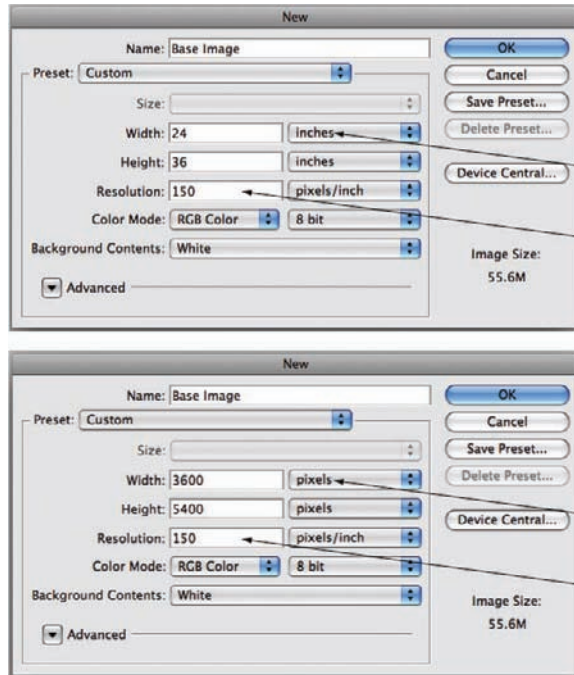 New
Name: Base Image
OK
Preset: Custom
Cancel
Size:
Save Preset...
Width: 24 inches
Delete Preset...
Height: 36 inches
Device Central...
Resolution: 150 pixels/inch
Color Mode: RGB Color 8 bit
Background Contents: White
Image Size:
55.6M
Advanced
New
Name: Base Image
OK
Preset: Custom
Cancel
Size:
Save Preset...
Width: 3600 pixels
Delete Preset...
Height: 5400 pixels
Device Central...
Resolution: 150 pixels/inch
Color Mode: RGB Color 8 bit
Background Contents: White
Image Size:
55.6M
Advanced